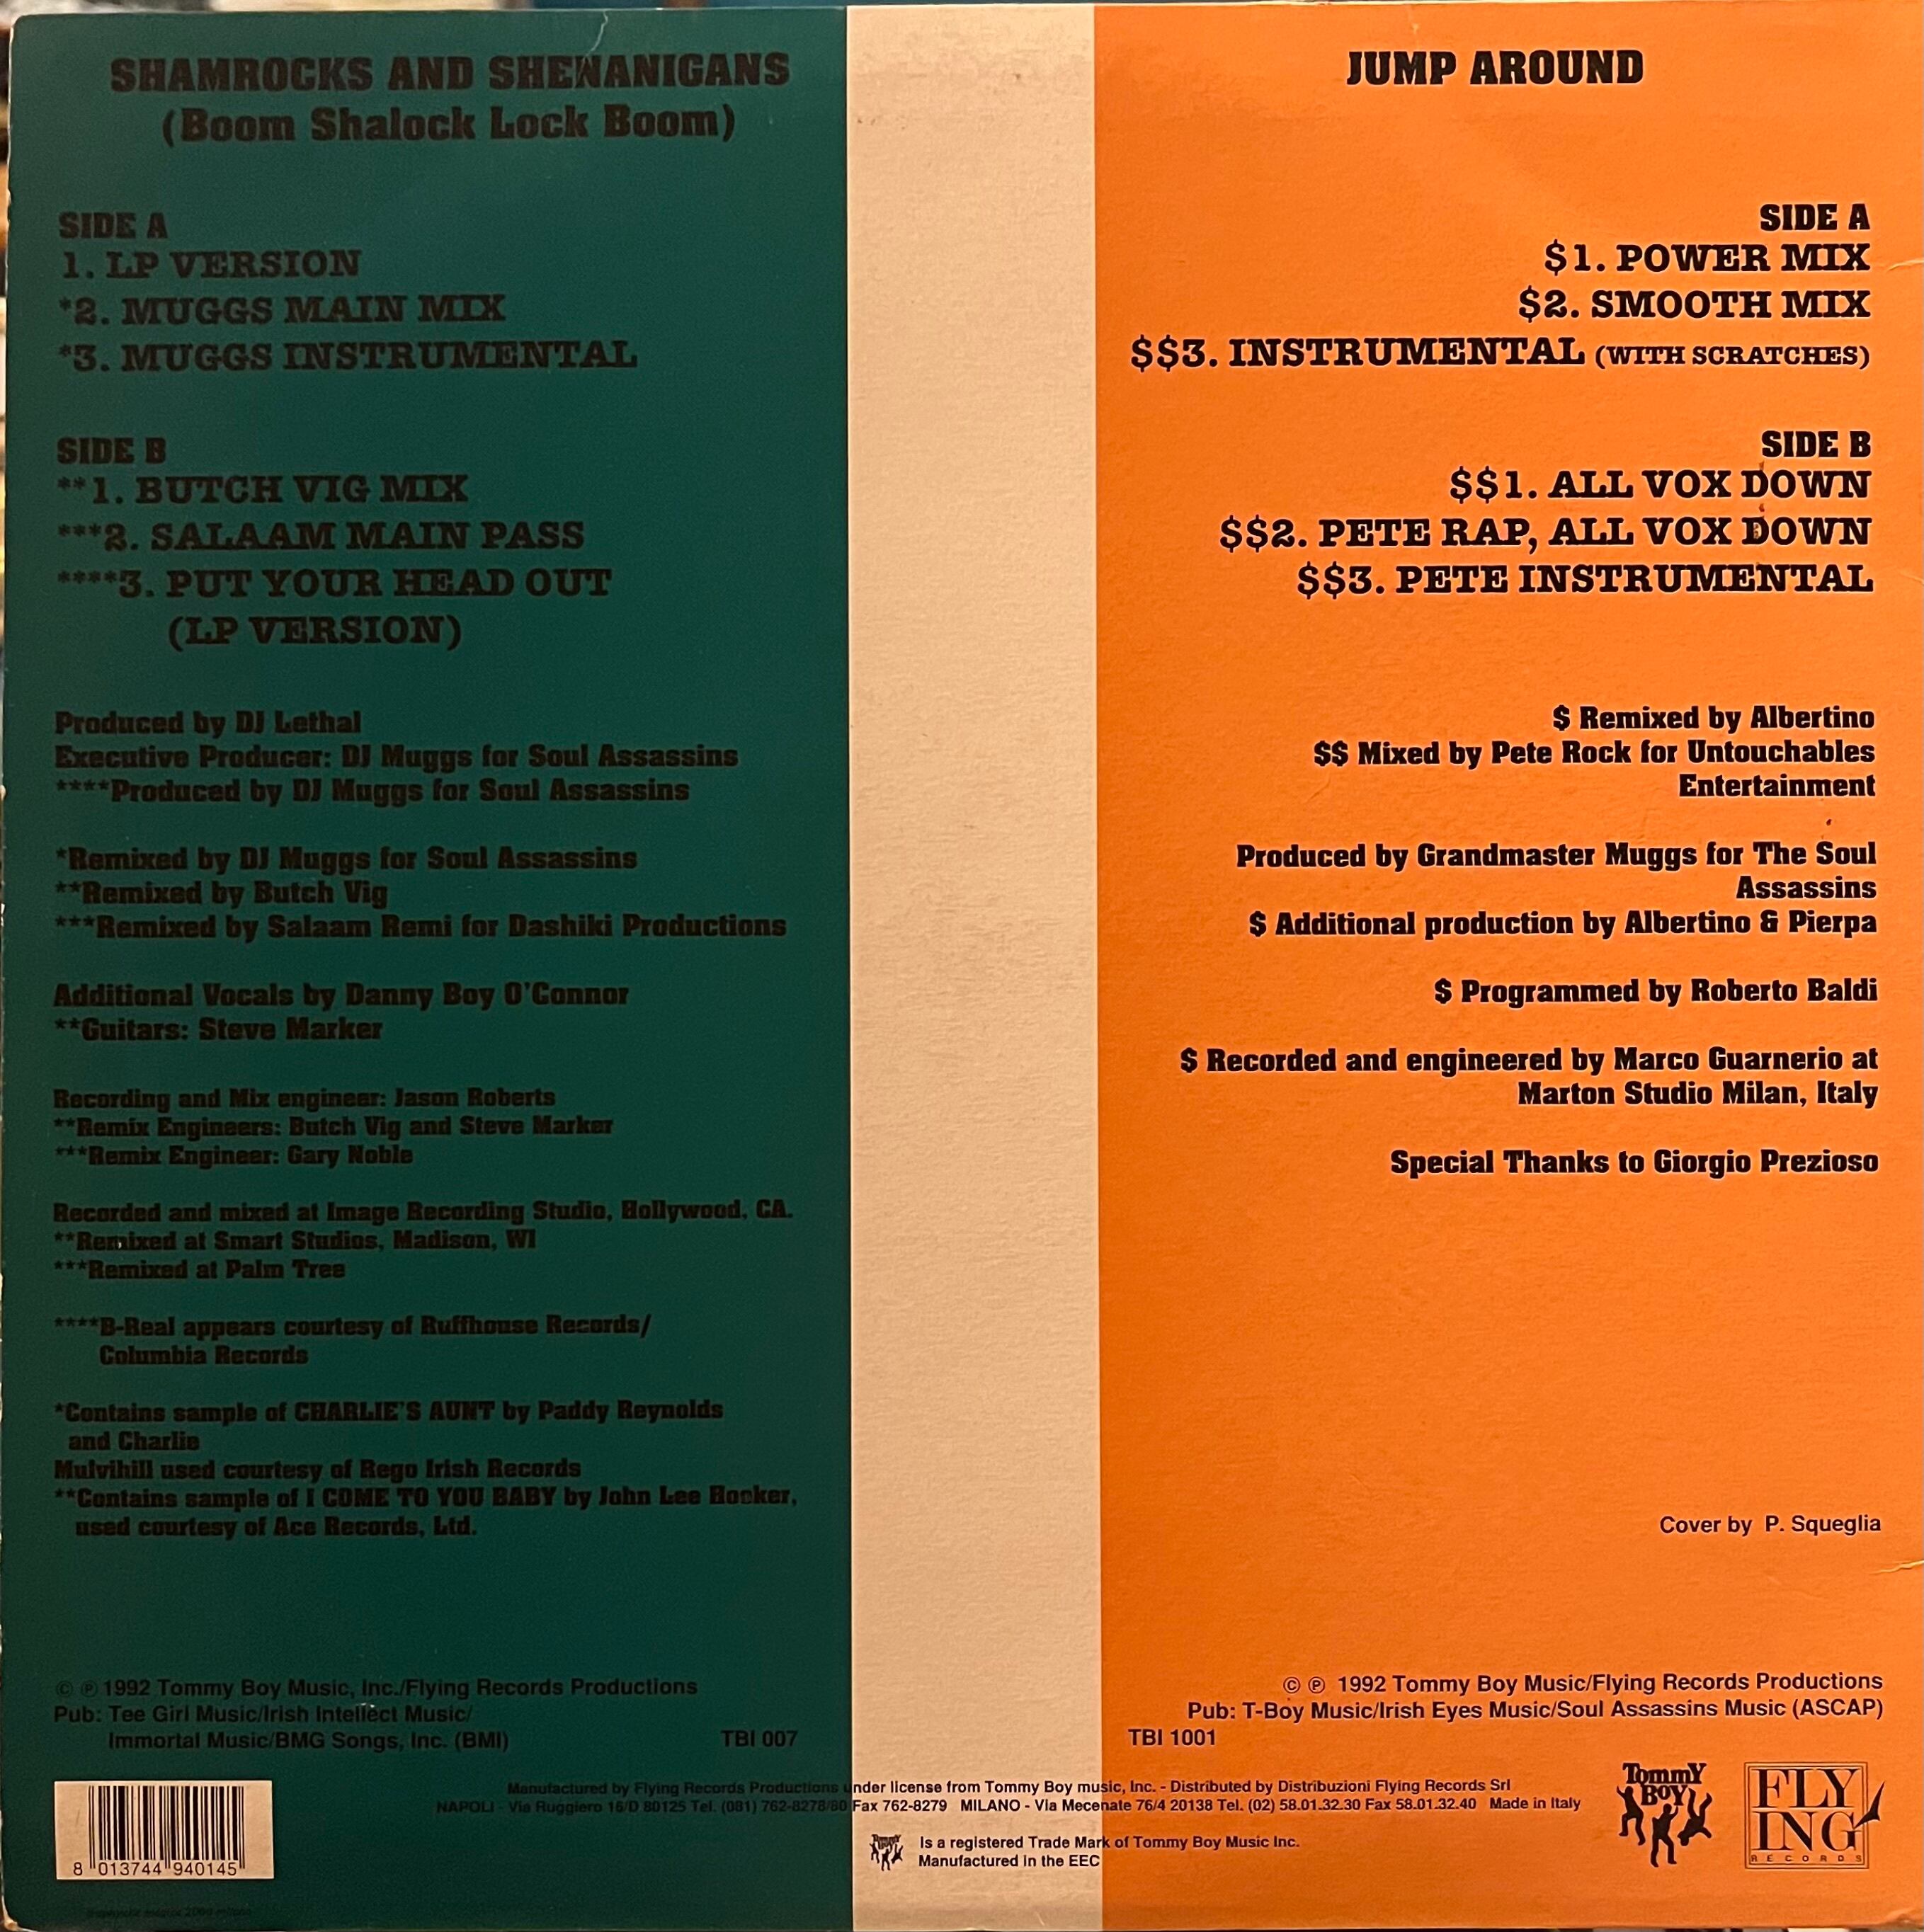 SHAMROCKS AND SHENANIGANS
(Boom Shalock Lock Boom)
SIDE A
1. LP VERSION
*2. MUGGS MAIN MIX
*3. MUGGS INSTRUMENTAL
SIDE B
**1. BUTCH VIG MIX
***2. SALAAM MAIN PASS
****3. PUT YOUR HEAD OUT
(LP VERSION)
Produced by DJ Lethal
Executive Producer: DJ Muggs for Soul Assassins
****Produced by DJ Muggs for Soul Assassins
*Remixed by DJ Muggs for Soul Assassins
**Remixed by Butch Vig
***Remixed by Salaam Remi for Dashiki Productions
Additional Vocals by Danny Boy O'Connor
**Guitars: Steve Marker
Recording and Mix engineer: Jason Roberts
**Remix Engineers: Butch Vig and Steve Marker
***Remix Engineer: Gary Noble
Recorded and mixed at Image Recording Studio, Hollywood, CA.
**Remixed at Smart Studios, Madison, WI
***Remixed at Palm Tree
****B-Real appears courtesy of Ruffhouse Records/
Columbia Records
*Contains sample of CHARLIE'S AUNT by Paddy Reynolds
and Charlie
Mulvihill used courtesy of Rego Irish Records
**Contains sample of I COME TO YOU BABY by John Lee Hooker,
used courtesy of Ace Records, Ltd.
© ℗ 1992 Tommy Boy Music, Inc./Flying Records Productions
Pub: Tee Girl Music/Irish Intellect Music/
Immortal Music/BMG Songs, Inc. (BMI) TBI 007
JUMP AROUND
SIDE A
$1. POWER MIX
$2. SMOOTH MIX
$$3. INSTRUMENTAL (WITH SCRATCHES)
SIDE B
$$1. ALL VOX DOWN
$$2. PETE RAP, ALL VOX DOWN
$$3. PETE INSTRUMENTAL
$ Remixed by Albertino
$$ Mixed by Pete Rock for Untouchables
Entertainment
Produced by Grandmaster Muggs for The Soul
Assassins
$ Additional production by Albertino & Pierpa
$ Programmed by Roberto Baldi
$ Recorded and engineered by Marco Guarnerio at
Marton Studio Milan, Italy
Special Thanks to Giorgio Prezioso
Cover by P. Squeglia
© ℗ 1992 Tommy Boy Music/Flying Records Productions
Pub: T-Boy Music/Irish Eyes Music/Soul Assassins Music (ASCAP)
TBI 1001
Manufactured by Flying Records Productions under license from Tommy Boy music, Inc. - Distributed by Distribuzioni Flying Records Srl
NAPOLI - Via Ruggiero 16/D 80125 Tel. (081) 762-8278/80 Fax 762-8279 MILANO - Via Mecenate 76/4 20138 Tel. (02) 58.01.32.30 Fax 58.01.32.40 Made in Italy
Tommy Boy Is a registered Trade Mark of Tommy Boy Music Inc.
Manufactured in the EEC
8 013744 940145
TommY
BOY
FLY
ING
RECORDS